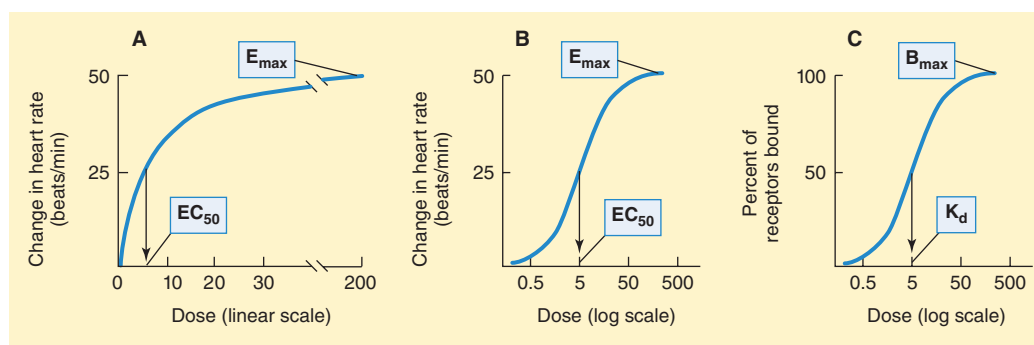 A
Emax
50
25
EC50
0
10
20
30
200
Change in heart rate
(beats/min)
Dose (linear scale)
B
Emax
50
25
EC50
0.5
5
50
500
Change in heart rate
(beats/min)
Dose (log scale)
C
Bmax
100
50
Kd
0.5
5
50
500
Percent of
receptors bound
Dose (log scale)